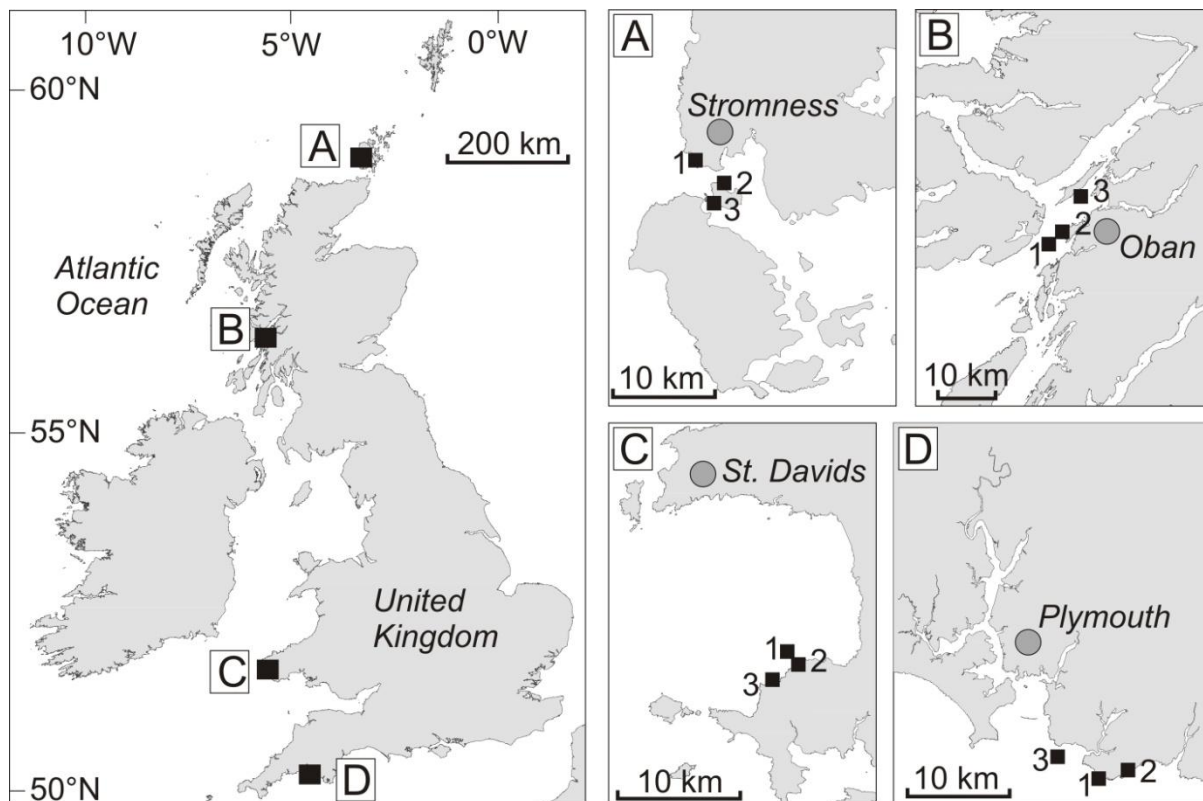 10°W
5°W
0°W
60°N
A
200 km
Atlantic
Ocean
B
55°N
United
Kingdom
C
D
50°N
A
Stromness
1
2
3
10 km
B
3
2
1
Oban
10 km
C
St. Davids
1
2
3
10 km
D
Plymouth
3
1
2
10 km